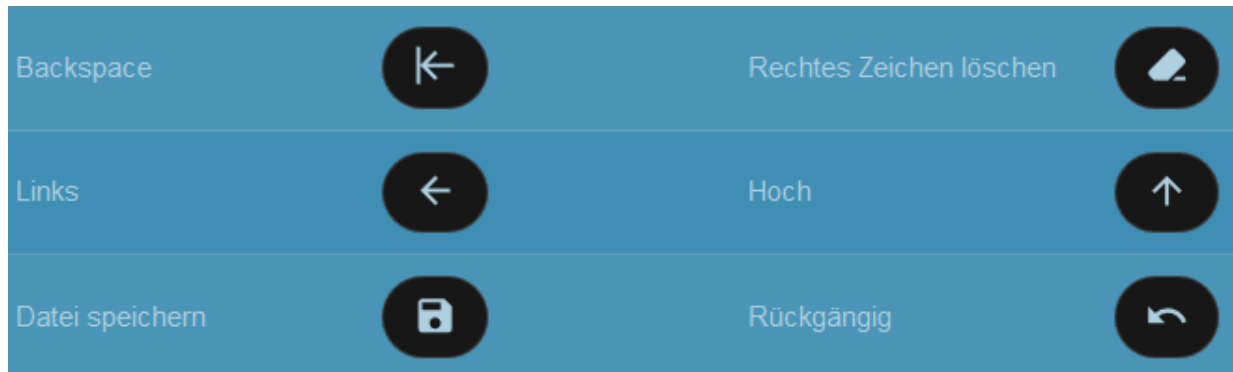 Backspace
Rechtes Zeichen löschen
Links
Hoch
Datei speichern
Rückgängig